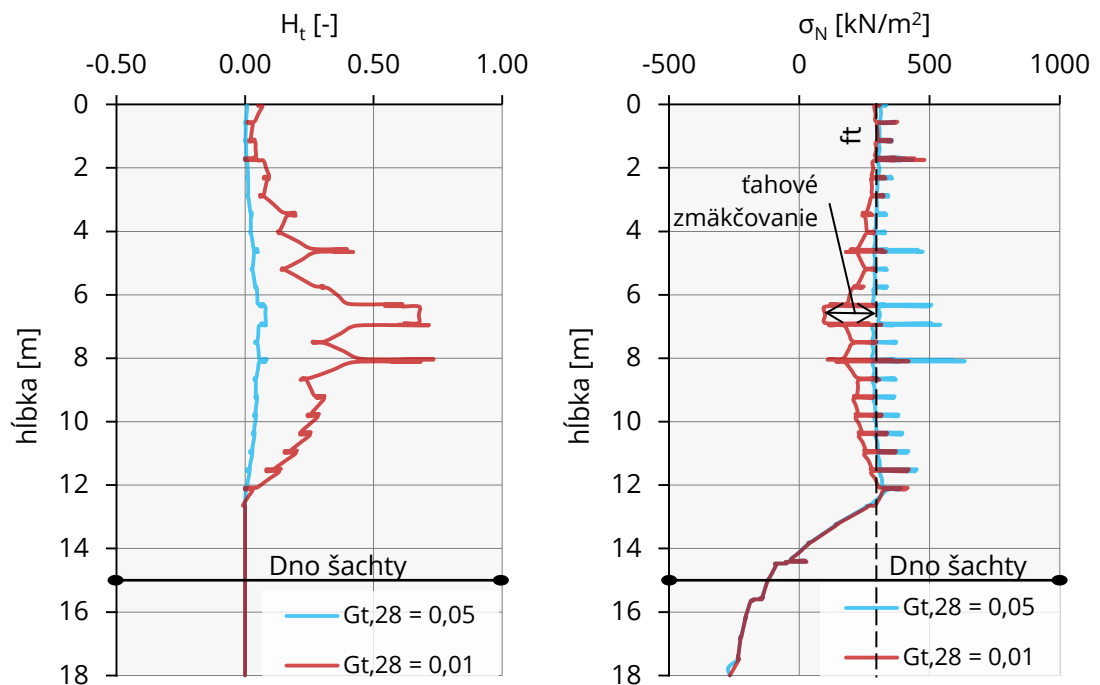 Ht [-]
-0.50 0.00 0.50 1.00
0
2
4
6
8
10
12
14
16
18
hĺbka [m]
Dno šachty
Gt,28 = 0,05
Gt,28 = 0,01
σN [kN/m²]
-500 0 500 1000
0
2
4
6
8
10
12
14
16
18
hĺbka [m]
ft
ťahové
zmäkčovanie
Dno šachty
Gt,28 = 0,05
Gt,28 = 0,01